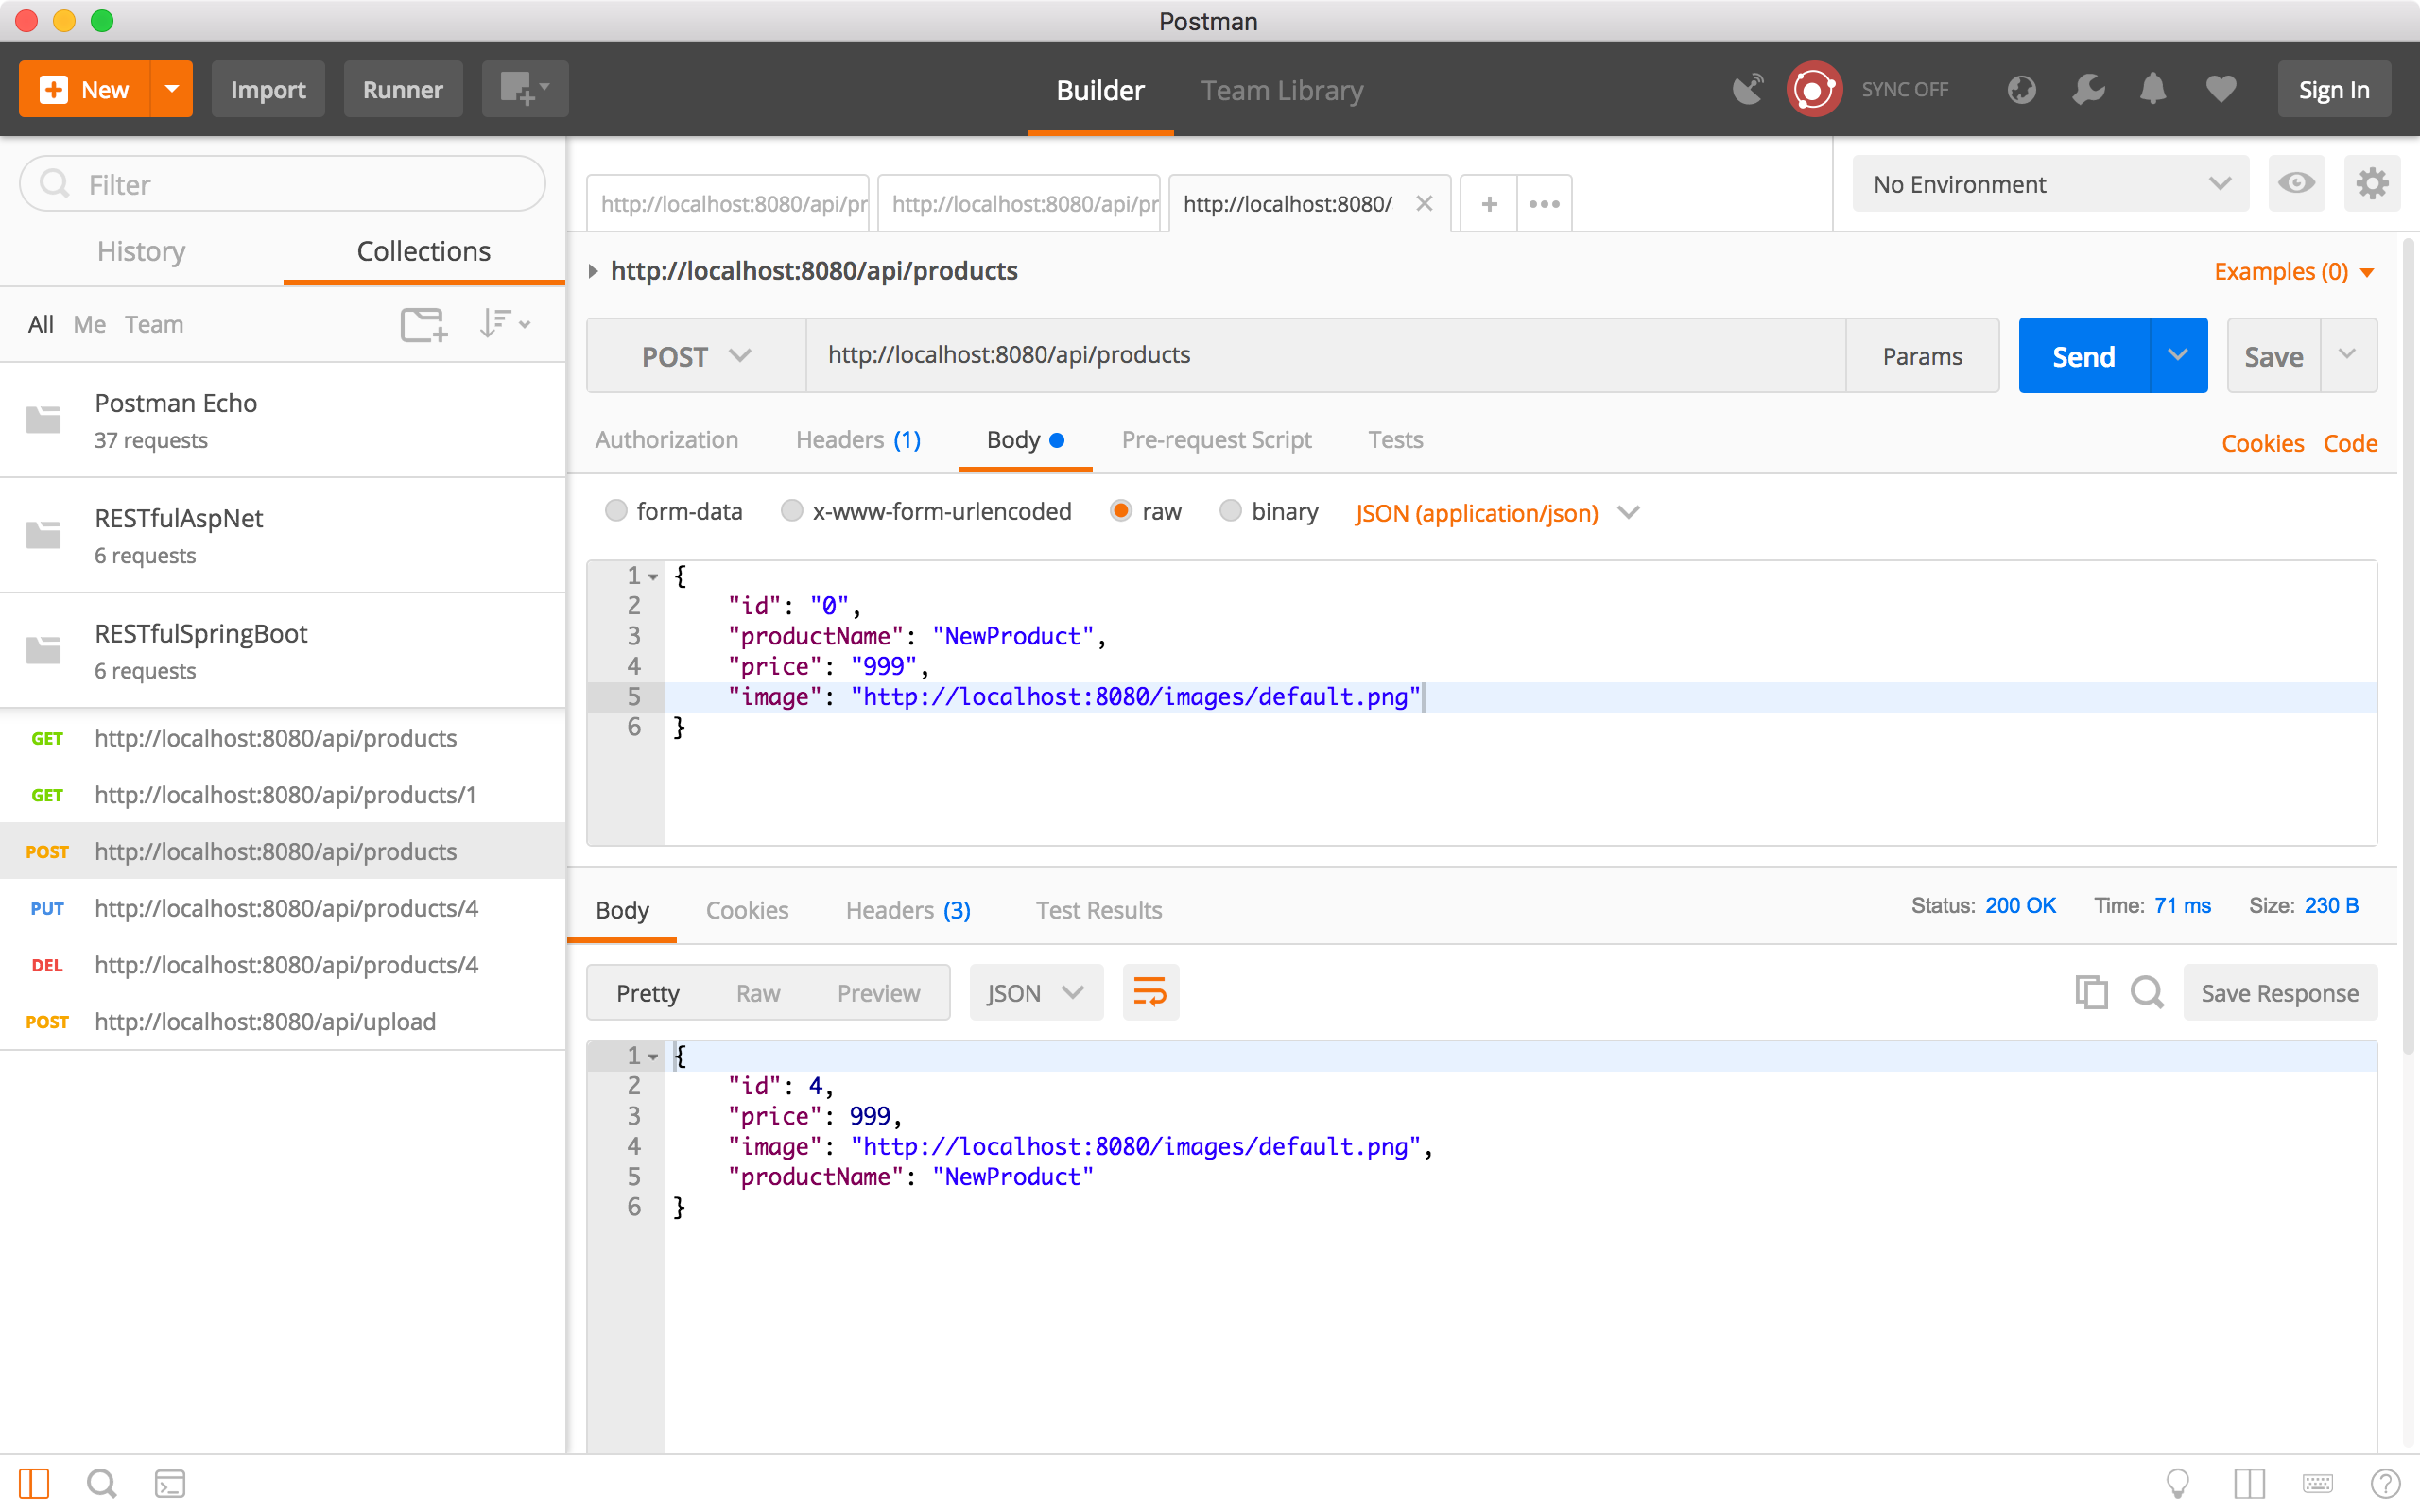 Postman
New
Import
Runner
Builder
Team Library
SYNC OFF
Sign In
Filter
History
Collections
All Me Team
Postman Echo
37 requests
RESTfulAspNet
6 requests
RESTfulSpringBoot
6 requests
GET http://localhost:8080/api/products
GET http://localhost:8080/api/products/1
POST http://localhost:8080/api/products
PUT http://localhost:8080/api/products/4
DEL http://localhost:8080/api/products/4
POST http://localhost:8080/api/upload
http://localhost:8080/api/pr
http://localhost:8080/api/pr
http://localhost:8080/
No Environment
http://localhost:8080/api/products
Examples (0)
POST
http://localhost:8080/api/products
Params
Send
Save
Authorization
Headers (1)
Body
Pre-request Script
Tests
Cookies Code
form-data
x-www-form-urlencoded
raw
binary
JSON (application/json)
1 {
2 "id": "0",
3 "productName": "NewProduct",
4 "price": "999",
5 "image": "http://localhost:8080/images/default.png"
6 }
Body
Cookies
Headers (3)
Test Results
Status: 200 OK
Time: 71 ms
Size: 230 B
Pretty
Raw
Preview
JSON
Save Response
1 {
2 "id": 4,
3 "price": 999,
4 "image": "http://localhost:8080/images/default.png",
5 "productName": "NewProduct"
6 }